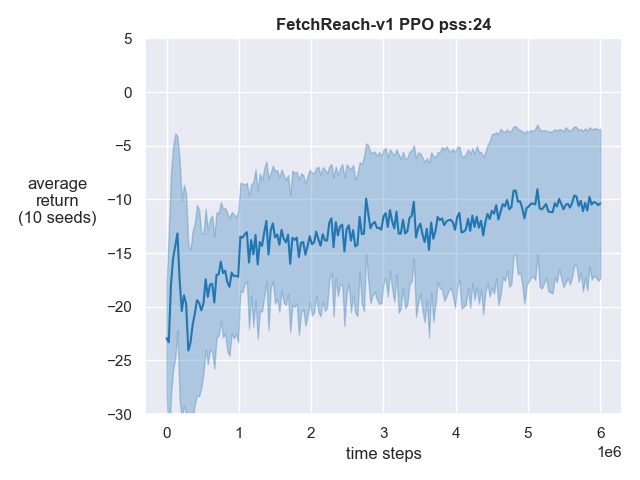 FetchReach-v1 PPO pss:24
5
0
−5
−10
−15
−20
−25
−30
average
return
(10 seeds)
0 1 2 3 4 5 6
1e6
time steps